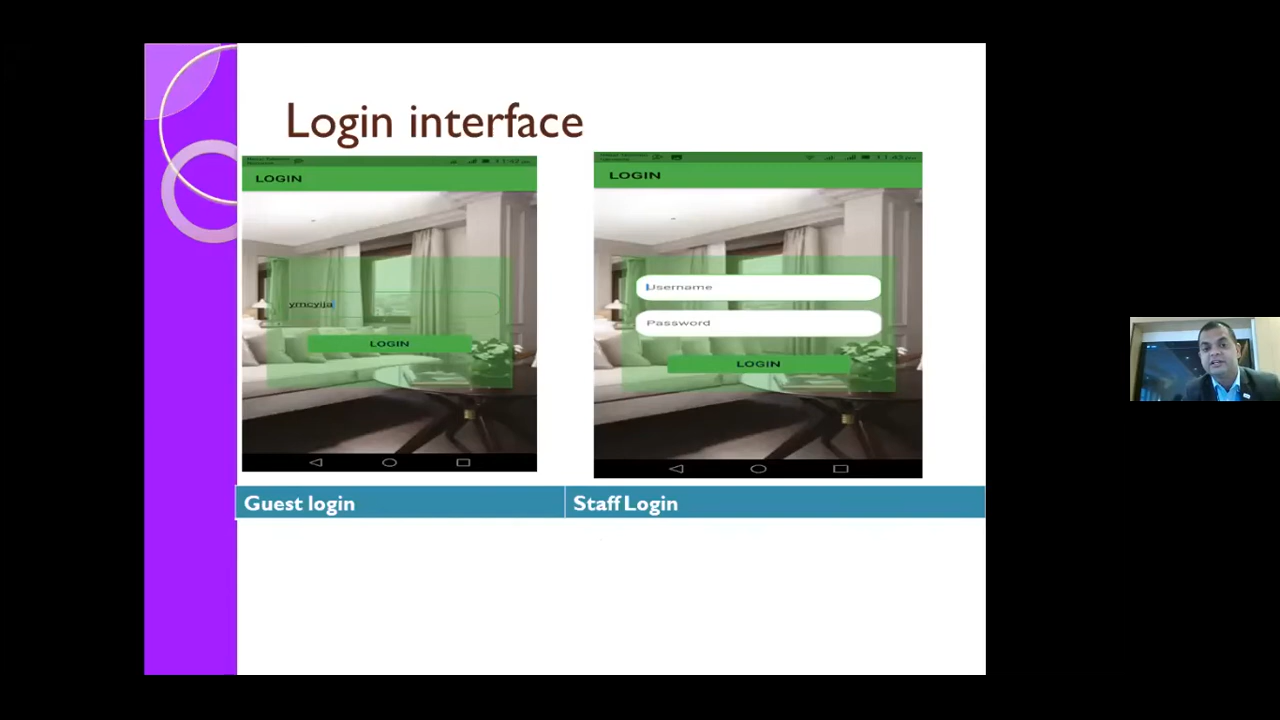 Login interface
LOGIN
LOGIN
LOGIN
Username
Password
LOGIN
Guest login
Staff Login